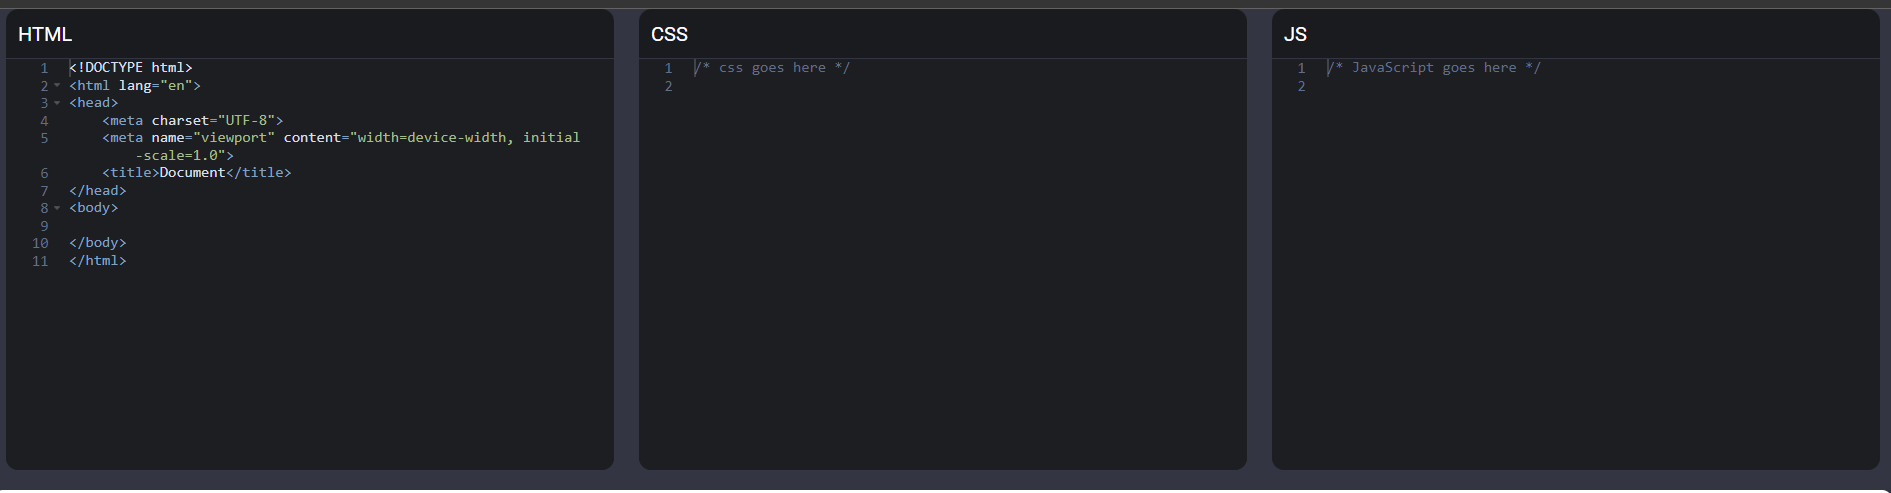 HTML
1 <!DOCTYPE html>
2 <html lang="en">
3 <head>
4     <meta charset="UTF-8">
5     <meta name="viewport" content="width=device-width, initial
        -scale=1.0">
6     <title>Document</title>
7 </head>
8 <body>
9
10 </body>
11 </html>
CSS
1 /* css goes here */
2
JS
1 /* JavaScript goes here */
2